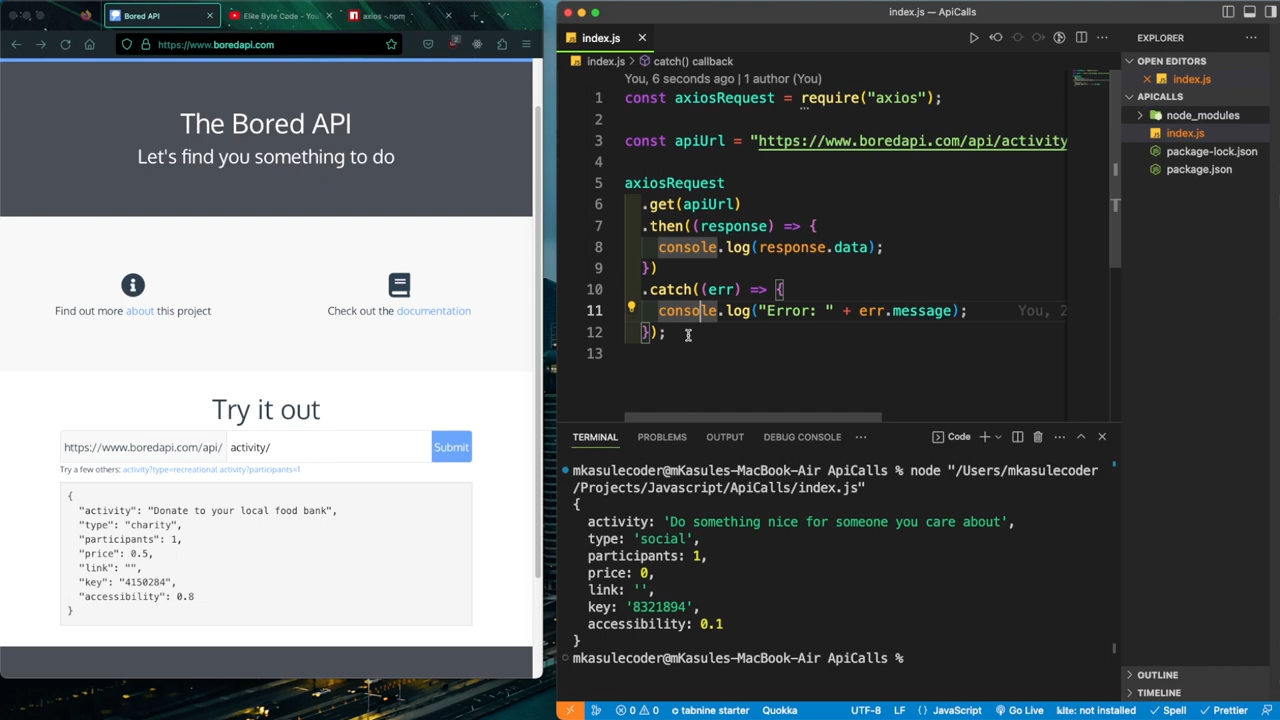 Bored API
Elite Byte Code - You
axios - npm
https://www.boredapi.com
2
The Bored API
Let's find you something to do
Find out more about this project
Check out the documentation
Try it out
https://www.boredapi.com/api/ activity/ Submit
Try a few others: activity?type=recreational activity?participants=1
{
"activity": "Donate to your local food bank",
"type": "charity",
"participants": 1,
"price": 0.5,
"link": "",
"key": "4150284",
"accessibility": 0.8
}
index.js — ApiCalls
JS index.js
JS index.js > catch() callback
You, 6 seconds ago | 1 author (You)
1 const axiosRequest = require("axios");
2
3 const apiUrl = "https://www.boredapi.com/api/activity
4
5 axiosRequest
6 .get(apiUrl)
7 .then((response) => {
8 console.log(response.data);
9 })
10 .catch((err) => {
11 console.log("Error: " + err.message); You, 2
12 });
13
TERMINAL PROBLEMS OUTPUT DEBUG CONSOLE
Code
mkasulecoder@mKasules-MacBook-Air ApiCalls % node "/Users/mkasulecoder
/Projects/Javascript/ApiCalls/index.js"
{
activity: 'Do something nice for someone you care about',
type: 'social',
participants: 1,
price: 0,
link: '',
key: '8321894',
accessibility: 0.1
}
mkasulecoder@mKasules-MacBook-Air ApiCalls %
EXPLORER
OPEN EDITORS
JS index.js
APICALLS
node_modules
JS index.js
package-lock.json
package.json
OUTLINE
TIMELINE
0 0 tabnine starter Quokka UTF-8 LF {} JavaScript Go Live kite: not installed Spell Prettier